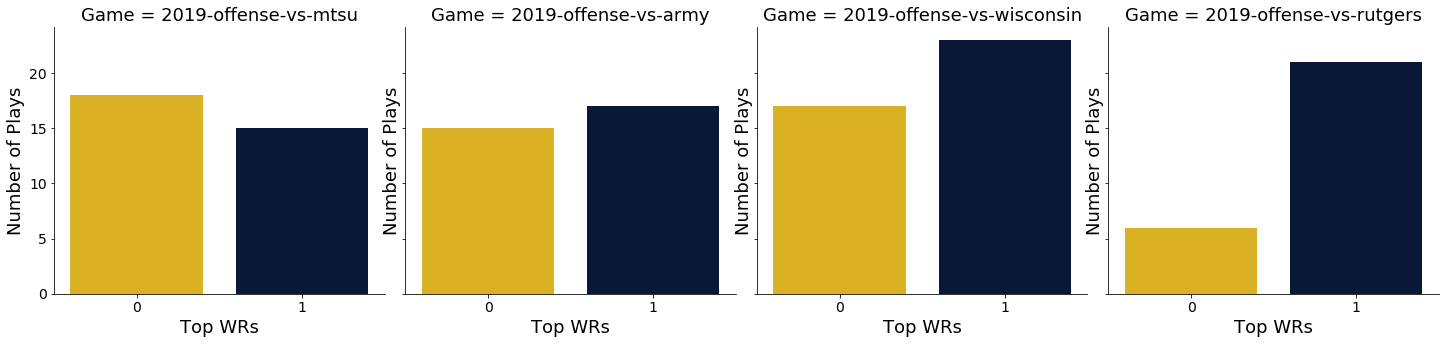 Game = 2019-offense-vs-mtsu
Game = 2019-offense-vs-army
Game = 2019-offense-vs-wisconsin
Game = 2019-offense-vs-rutgers
Number of Plays
20
15
10
5
0
0
1
Top WRs
Number of Plays
0
1
Top WRs
Number of Plays
0
1
Top WRs
Number of Plays
0
1
Top WRs